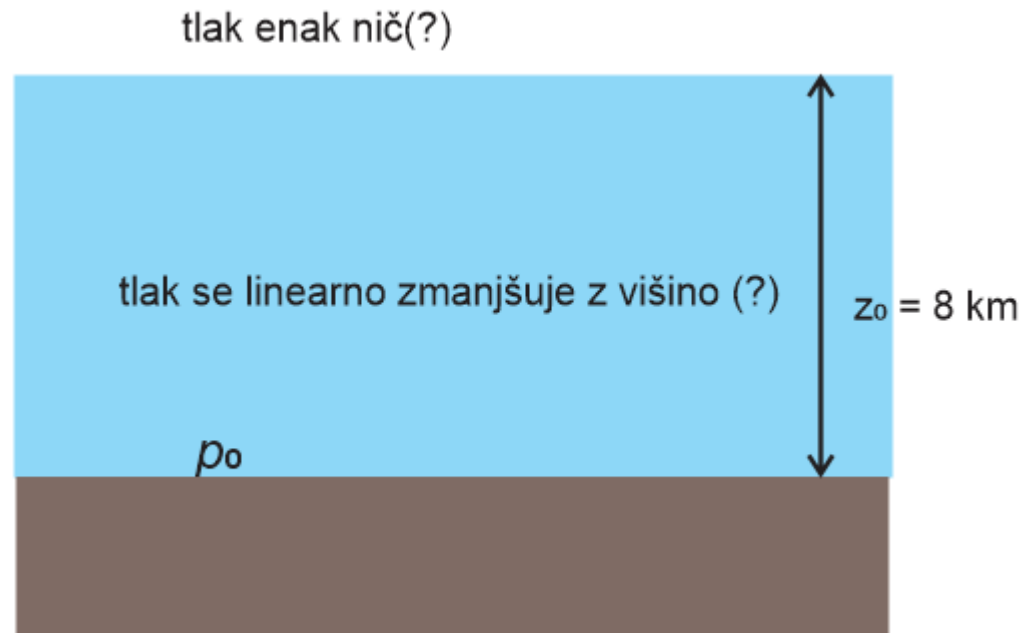 tlak enak nič(?)
tlak se linearno zmanjšuje z višino (?)
z₀ = 8 km
p₀